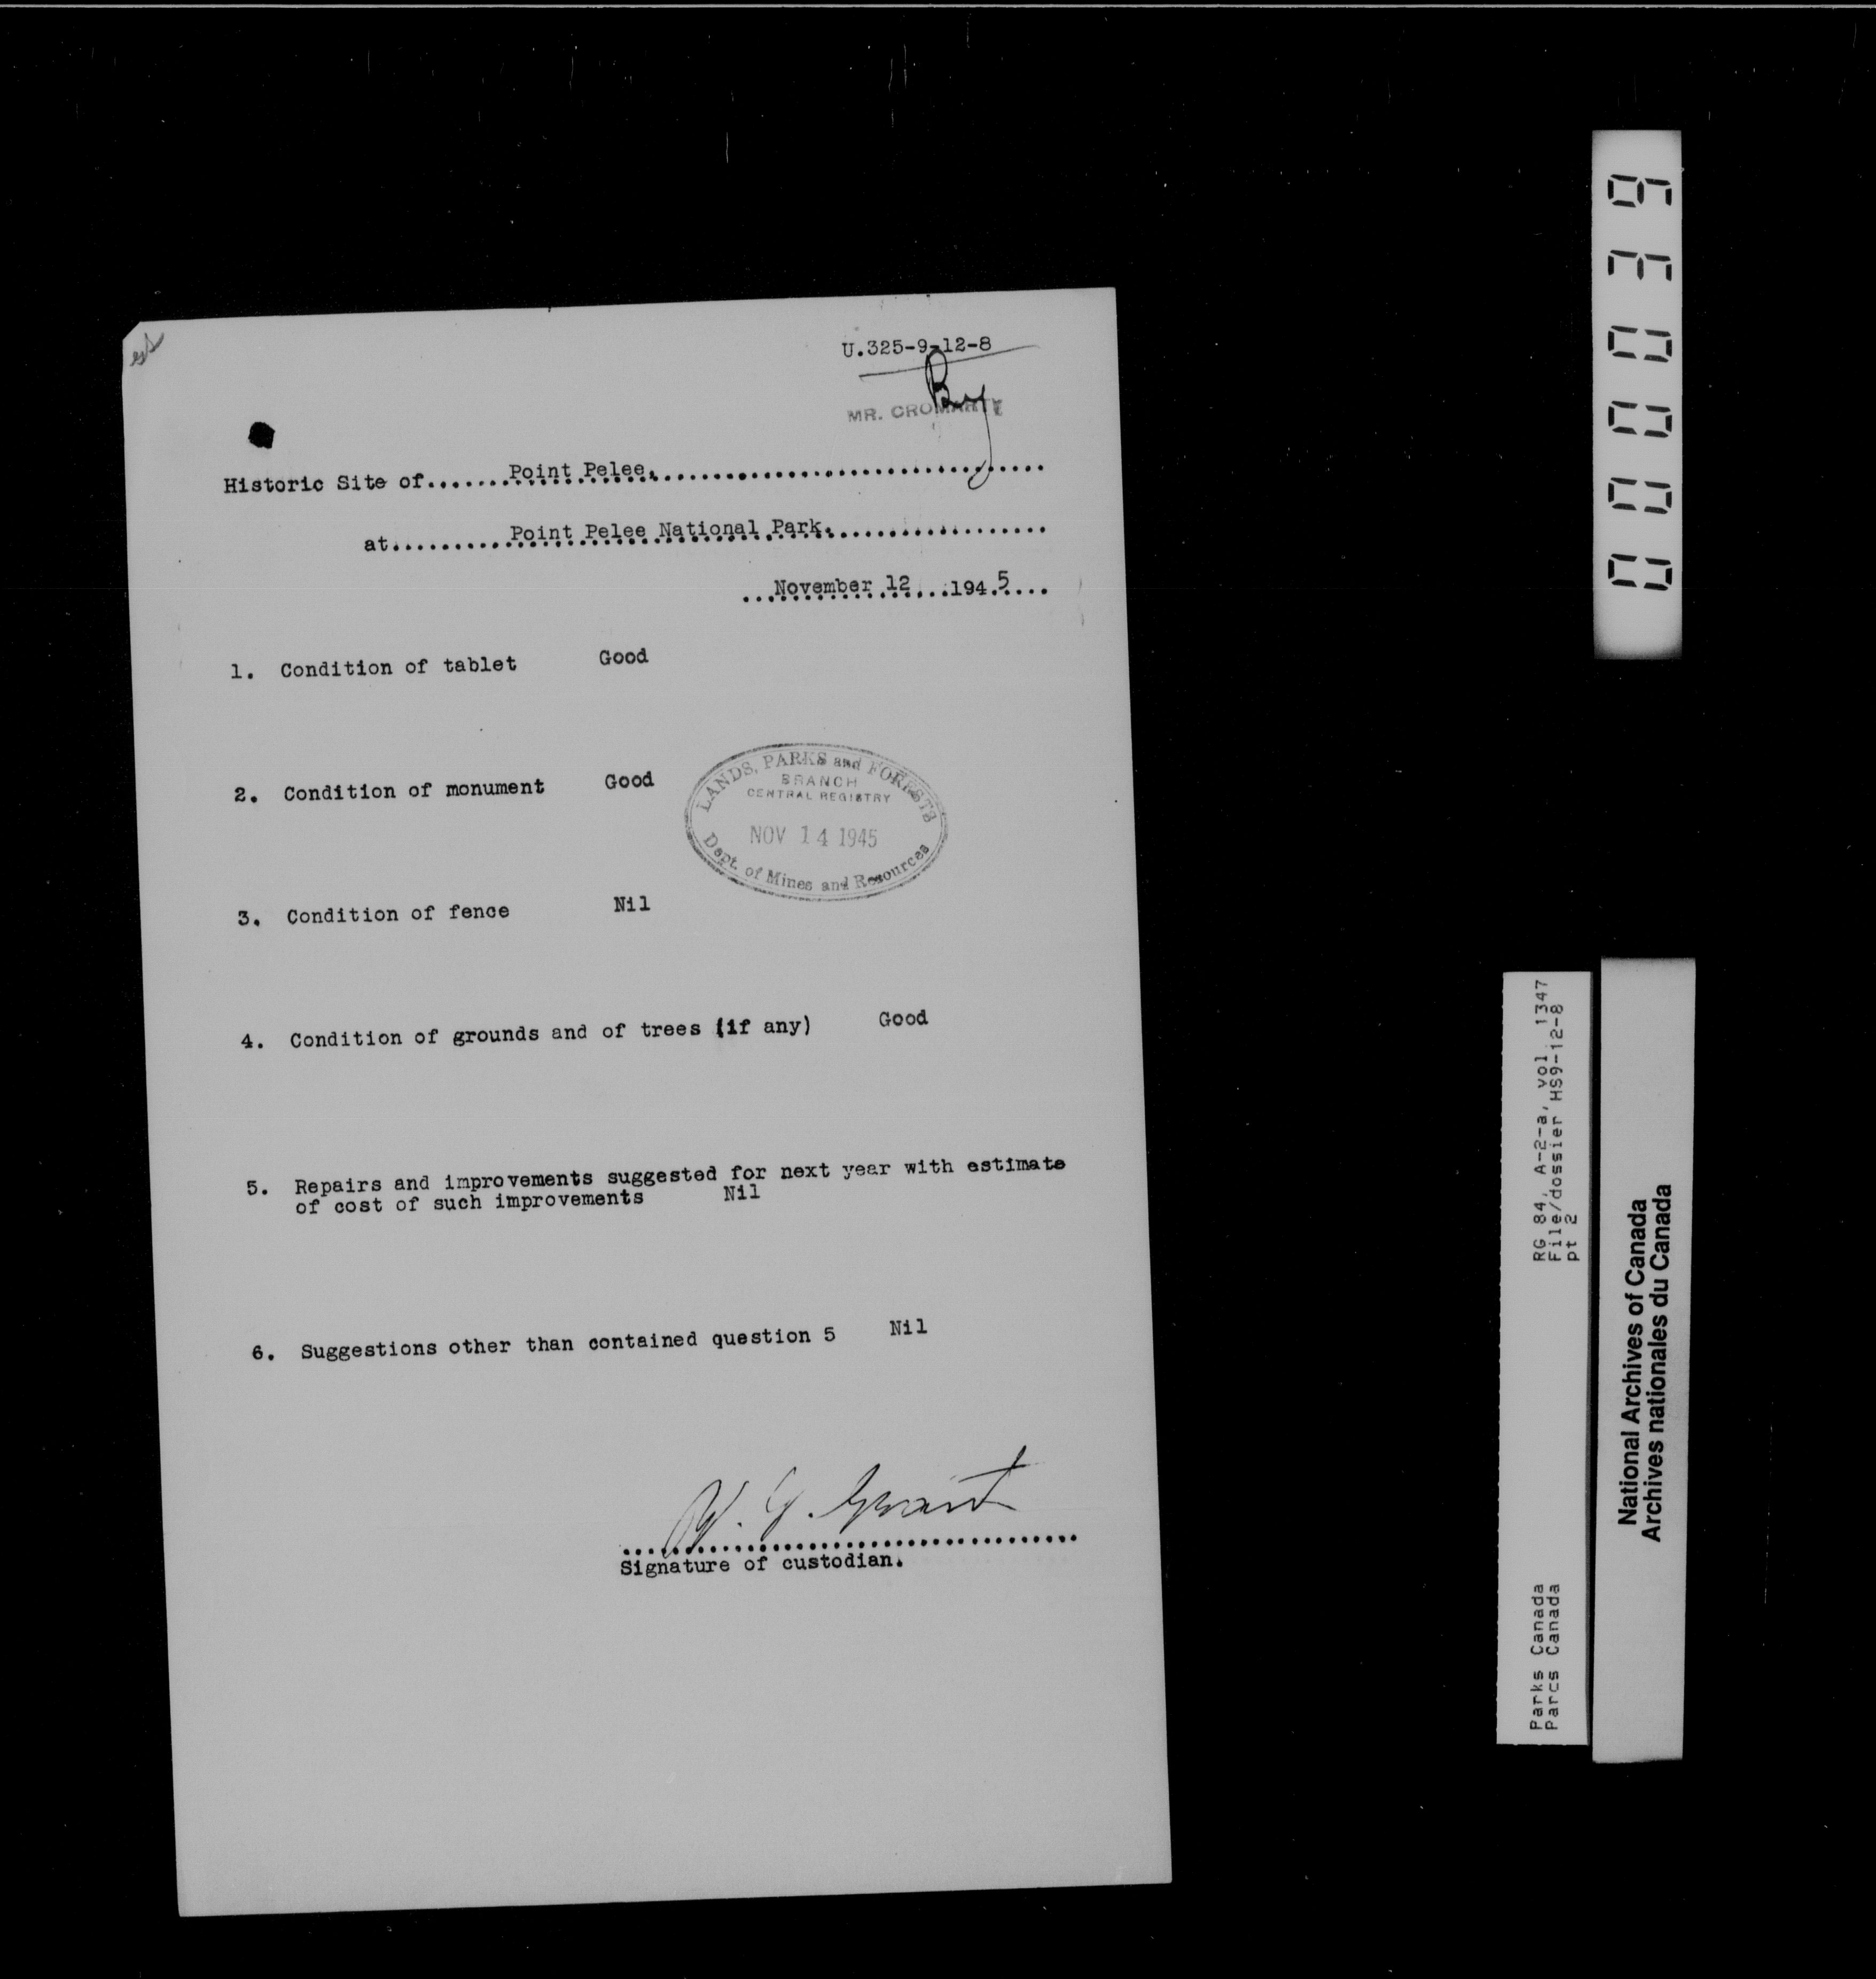 U.325-9-12-8
MR. CROMARTY
Historic Site of......Point Pelee...............................
at..........Point Pelee National Park...................
...November 12...1945....
1. Condition of tablet Good
2. Condition of monument Good
LANDS, PARKS and FORESTS
BRANCH
CENTRAL REGISTRY
NOV 14 1945
Dept. of Mines and Resources
3. Condition of fence Nil
4. Condition of grounds and of trees (if any) Good
5. Repairs and improvements suggested for next year with estimate
of cost of such improvements Nil
6. Suggestions other than contained question 5 Nil
W. G. Grant
.....................................
Signature of custodian.
RG 84, A-2-a, vol. 1347
File/dossier HS9-12-8
pt 2
Parks Canada
Parcs Canada
National Archives of Canada
Archives nationales du Canada